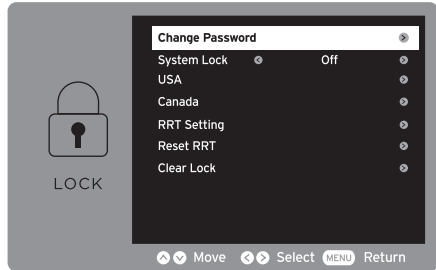 Change Password
System Lock Off
USA
Canada
RRT Setting
Reset RRT
Clear Lock
LOCK
Move Select MENU Return